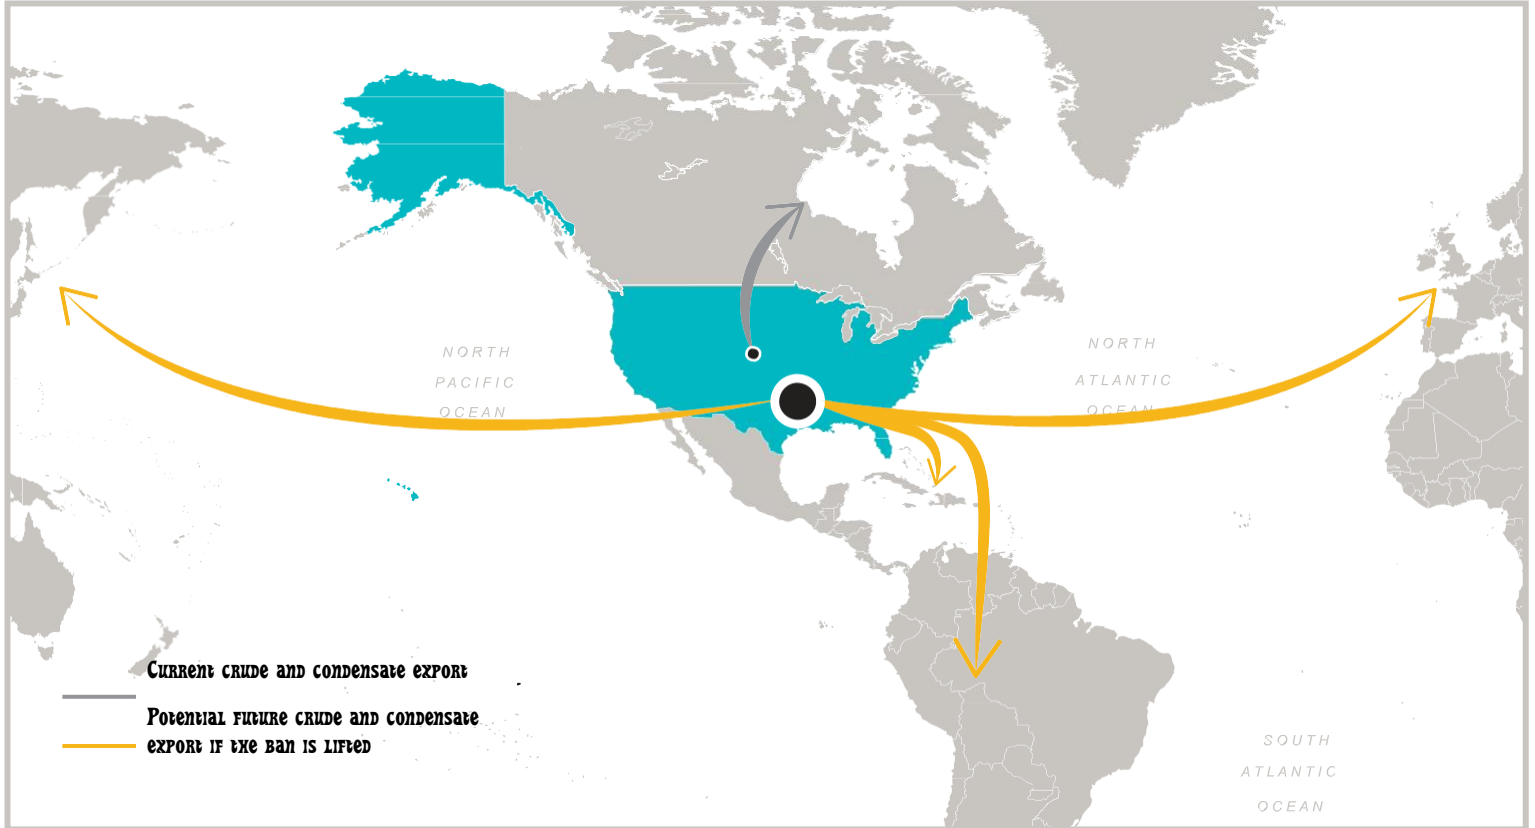 NORTH
PACIFIC
OCEAN
NORTH
ATLANTIC
OCEAN
Current crude and condensate export
Potential future crude and condensate
export if the ban is lifted
SOUTH
ATLANTIC
OCEAN